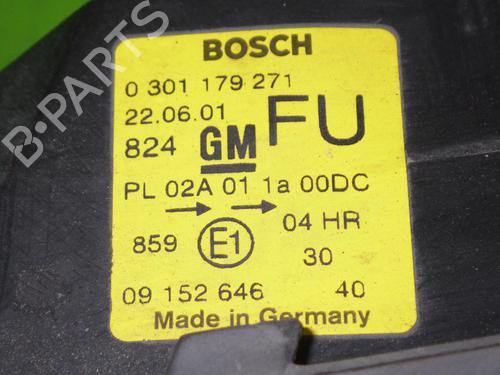 BOSCH
0 301 179 271
22.06.01
824 GM FU
PL 02A 01 1a 00DC
04 HR
859 E1
30
09 152 646 40
Made in Germany
B-PARTS